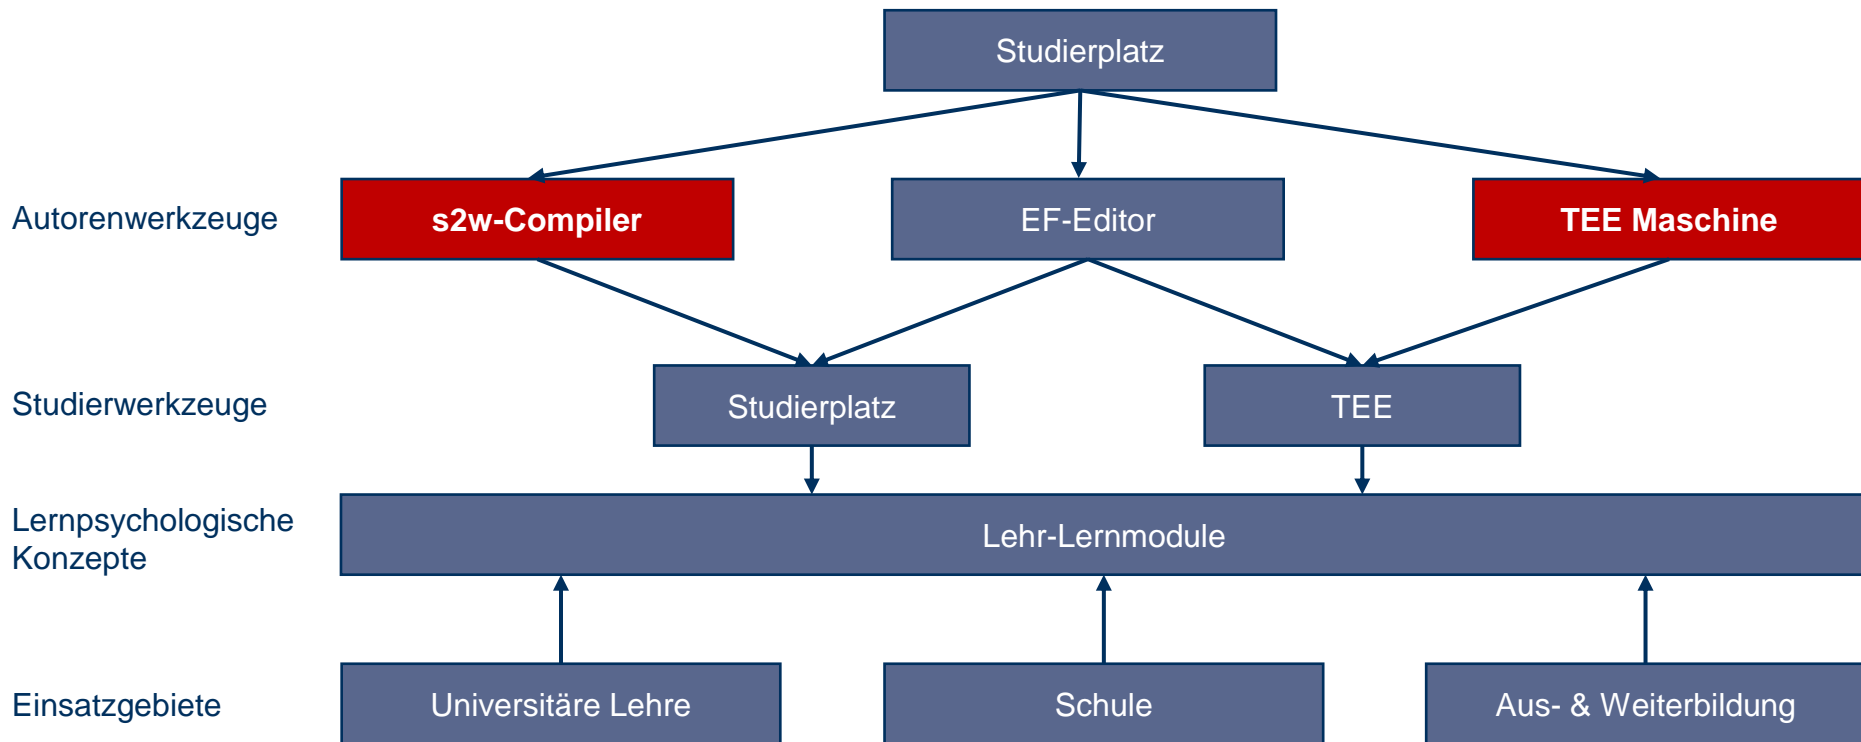 Studierplatz
Autorenwerkzeuge
s2w-Compiler
EF-Editor
TEE Maschine
Studierwerkzeuge
Studierplatz
TEE
Lernpsychologische
Konzepte
Lehr-Lernmodule
Einsatzgebiete
Universitäre Lehre
Schule
Aus- & Weiterbildung